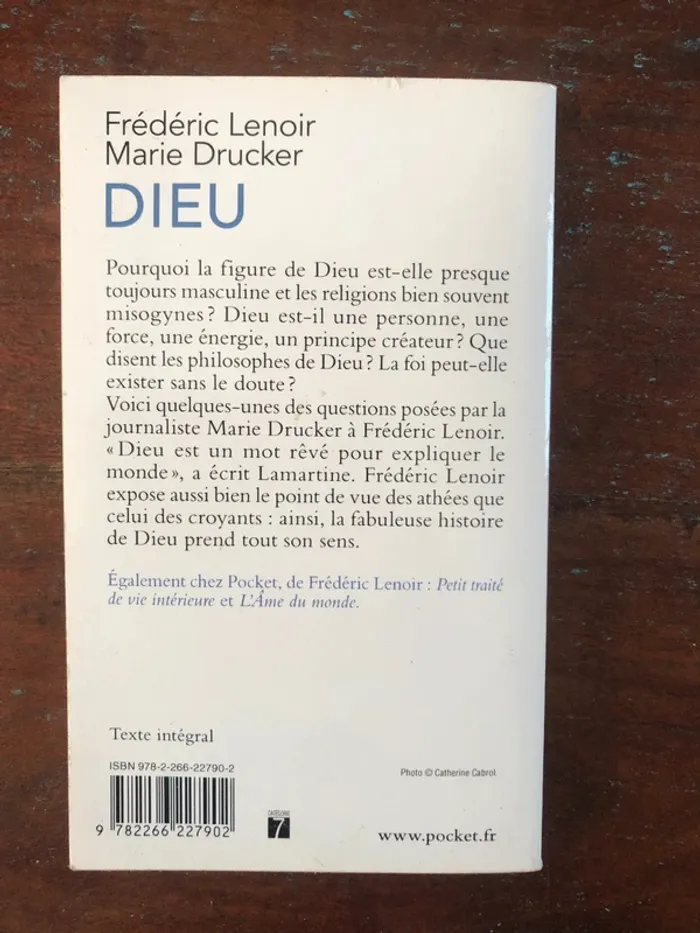 Frédéric Lenoir
Marie Drucker
DIEU
Pourquoi la figure de Dieu est-elle presque
toujours masculine et les religions bien souvent
misogynes ? Dieu est-il une personne, une
force, une énergie, un principe créateur ? Que
disent les philosophes de Dieu ? La foi peut-elle
exister sans le doute ?
Voici quelques-unes des questions posées par la
journaliste Marie Drucker à Frédéric Lenoir.
« Dieu est un mot rêvé pour expliquer le
monde », a écrit Lamartine. Frédéric Lenoir
expose aussi bien le point de vue des athées que
celui des croyants : ainsi, la fabuleuse histoire
de Dieu prend tout son sens.
Également chez Pocket, de Frédéric Lenoir : Petit traité
de vie intérieure et L'Âme du monde.
Texte intégral
ISBN 978-2-266-22790-2
Photo © Catherine Cabrol
9 782266 227902
CATÉGORIE
7
www.pocket.fr